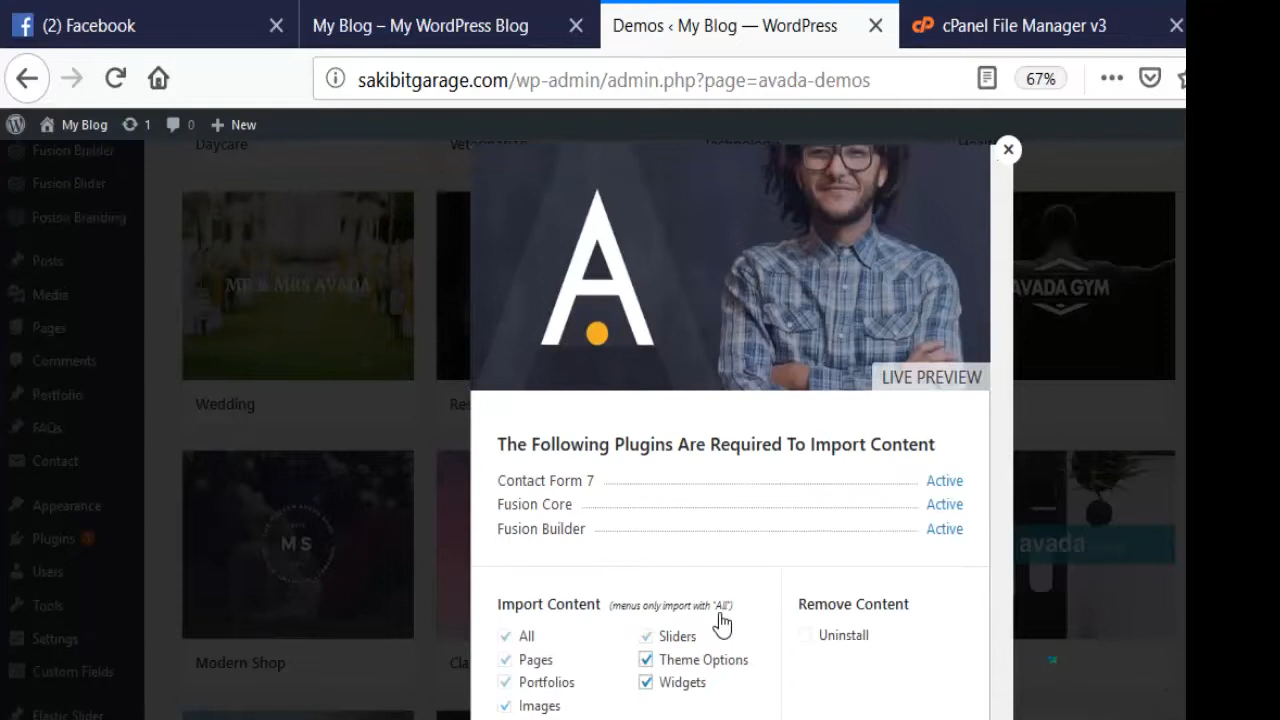 (2) Facebook
My Blog – My WordPress Blog
Demos ‹ My Blog — WordPress
cPanel File Manager v3
sakibitgarage.com/wp-admin/admin.php?page=avada-demos
67%
My Blog
1
0
New
Fusion Builder
Fusion Slider
Fusion Branding
Posts
Media
Pages
Comments
Portfolio
FAQs
Contact
Appearance
Plugins
Users
Tools
Settings
Custom Fields
Elastic Slider
Daycare
MR & MRS AVADA
AVADA GYM
Wedding
MS
avada
Modern Shop
A
LIVE PREVIEW
The Following Plugins Are Required To Import Content
Contact Form 7 Active
Fusion Core Active
Fusion Builder Active
Import Content (menus only import with "All")
All
Sliders
Pages
Theme Options
Portfolios
Widgets
Images
Remove Content
Uninstall